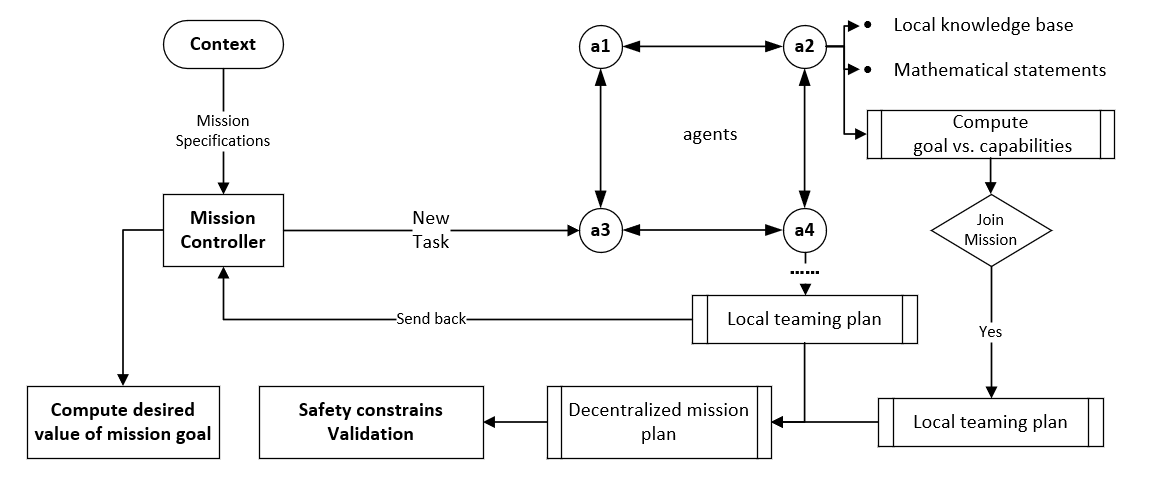 Context
a1
a2
• Local knowledge base
• Mathematical statements
Mission
Specifications
agents
Compute
goal vs. capabilities
Mission
Controller
New
Task
a3
a4
Join
Mission
......
Send back
Local teaming plan
Yes
Compute desired
value of mission goal
Safety constrains
Validation
Decentralized mission
plan
Local teaming plan